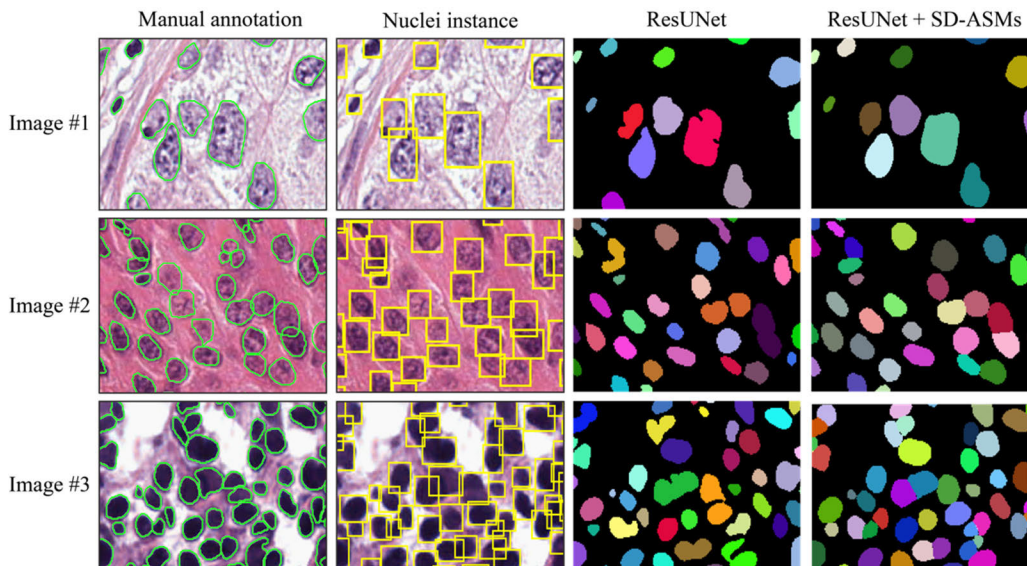 Manual annotation Nuclei instance ResUNet ResUNet + SD-ASMs
Image #1
Image #2
Image #3